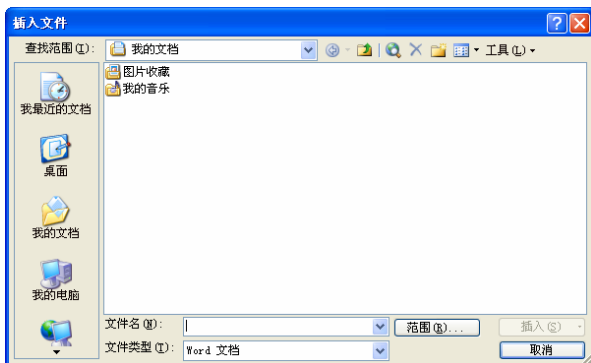 插入文件
查找范围(I): 我的文档 工具(L)
图片收藏
我的音乐
我最近的文档
桌面
我的文档
我的电脑
文件名(N): 范围(R)... 插入(S)
文件类型(T): Word 文档 取消